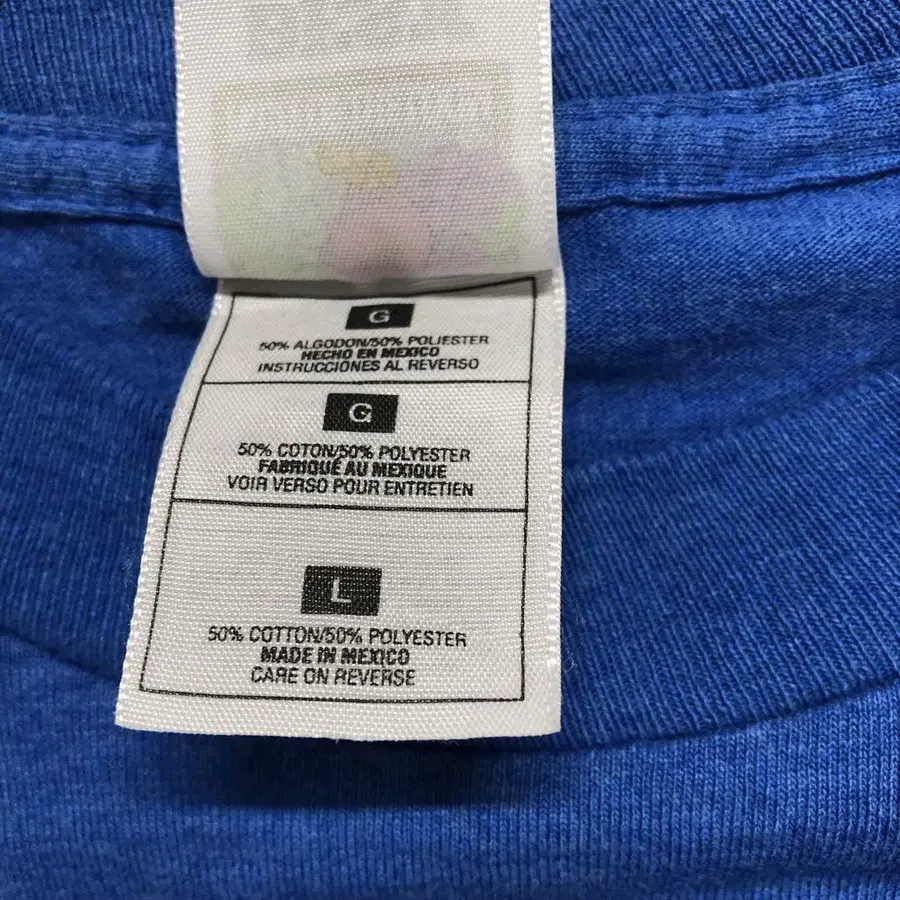 G
50% ALGODON/50% POLIESTER
HECHO EN MEXICO
INSTRUCCIONES AL REVERSO
G
50% COTON/50% POLYESTER
FABRIQUÉ AU MEXIQUE
VOIR VERSO POUR ENTRETIEN
L
50% COTTON/50% POLYESTER
MADE IN MEXICO
CARE ON REVERSE